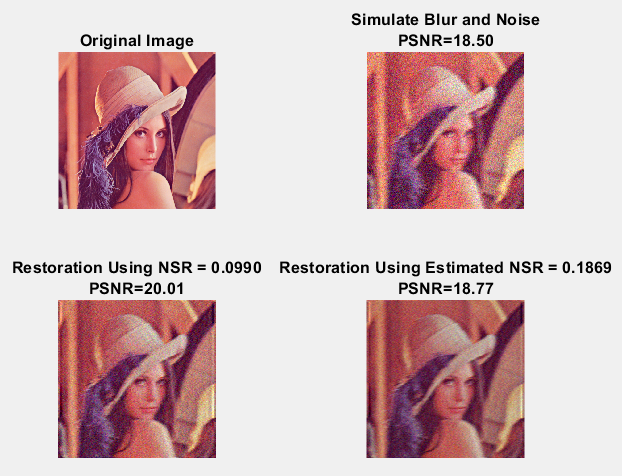 Original Image
Simulate Blur and Noise
PSNR=18.50
Restoration Using NSR = 0.0990
PSNR=20.01
Restoration Using Estimated NSR = 0.1869
PSNR=18.77